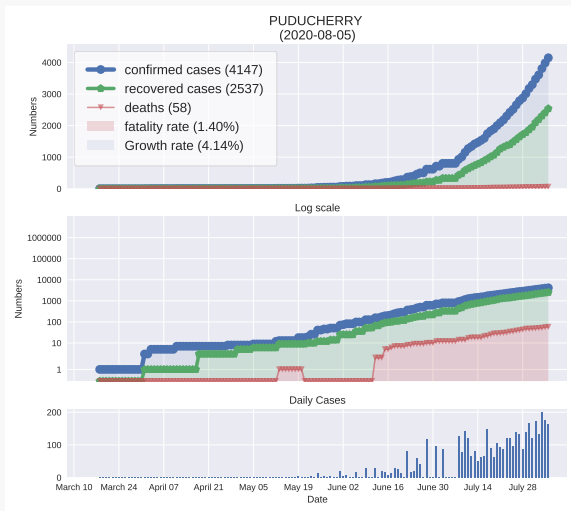 PUDUCHERRY
(2020-08-05)
confirmed cases (4147)
recovered cases (2537)
deaths (58)
fatality rate (1.40%)
Growth rate (4.14%)
Numbers
4000
3000
2000
1000
0
Log scale
Numbers
1000000
100000
10000
1000
100
10
1
Daily Cases
200
100
0
March 10 March 24 April 07 April 21 May 05 May 19 June 02 June 16 June 30 July 14 July 28
Date